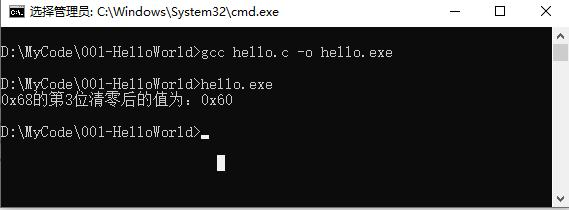 选择管理员: C:\Windows\System32\cmd.exe
D:\MyCode\001-HelloWorld>gcc hello.c -o hello.exe
D:\MyCode\001-HelloWorld>hello.exe
0x68的第3位清零后的值为：0x60
D:\MyCode\001-HelloWorld>